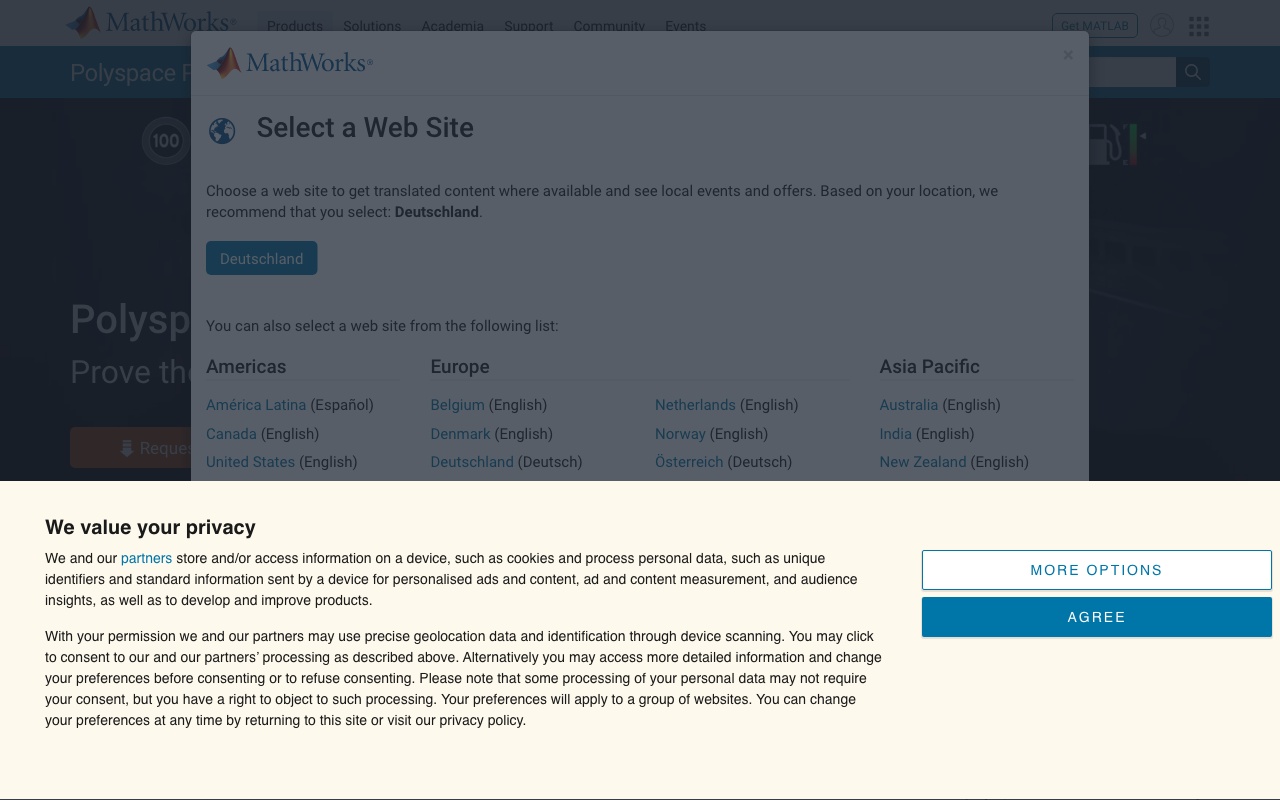 MathWorks®
Products Solutions Academia Support Community Events
Get MATLAB
Polyspace
MathWorks®
×
100
Select a Web Site
Choose a web site to get translated content where available and see local events and offers. Based on your location, we
recommend that you select: Deutschland.
Deutschland
Prove
You can also select a web site from the following list:
Americas Europe Asia Pacific
América Latina (Español) Belgium (English) Netherlands (English) Australia (English)
Canada (English) Denmark (English) Norway (English) India (English)
United States (English) Deutschland (Deutsch) Österreich (Deutsch) New Zealand (English)
We value your privacy
We and our partners store and/or access information on a device, such as cookies and process personal data, such as unique
identifiers and standard information sent by a device for personalised ads and content, ad and content measurement, and audience
insights, as well as to develop and improve products.
MORE OPTIONS
AGREE
With your permission we and our partners may use precise geolocation data and identification through device scanning. You may click
to consent to our and our partners’ processing as described above. Alternatively you may access more detailed information and change
your preferences before consenting or to refuse consenting. Please note that some processing of your personal data may not require
your consent, but you have a right to object to such processing. Your preferences will apply to a group of websites. You can change
your preferences at any time by returning to this site or visit our privacy policy.